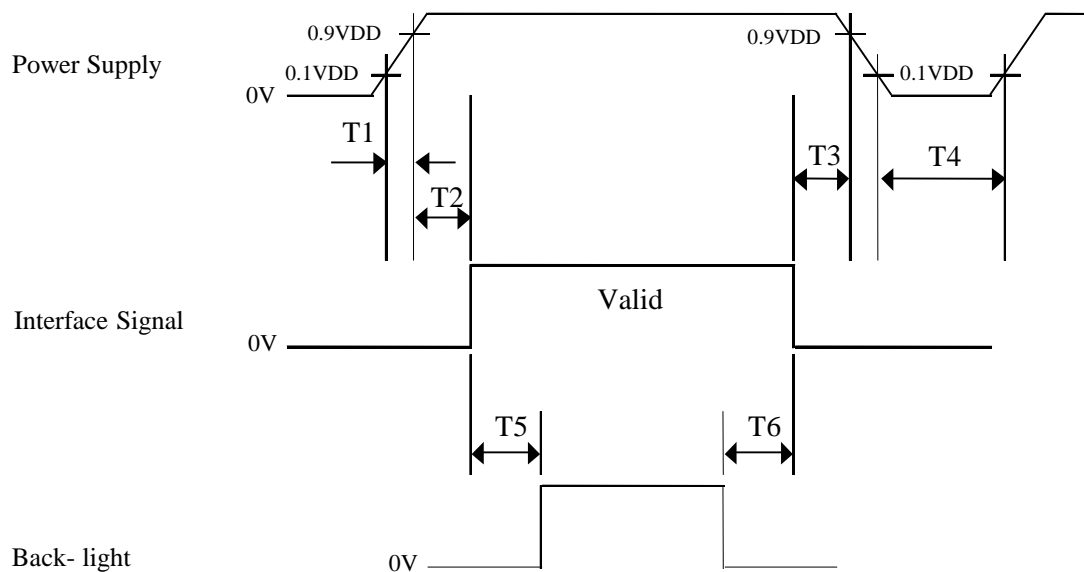 0.9VDD 0.9VDD
Power Supply
0.1VDD 0.1VDD
0V
T1 T3 T4
T2
Valid
Interface Signal
0V
T5 T6
Back- light 0V